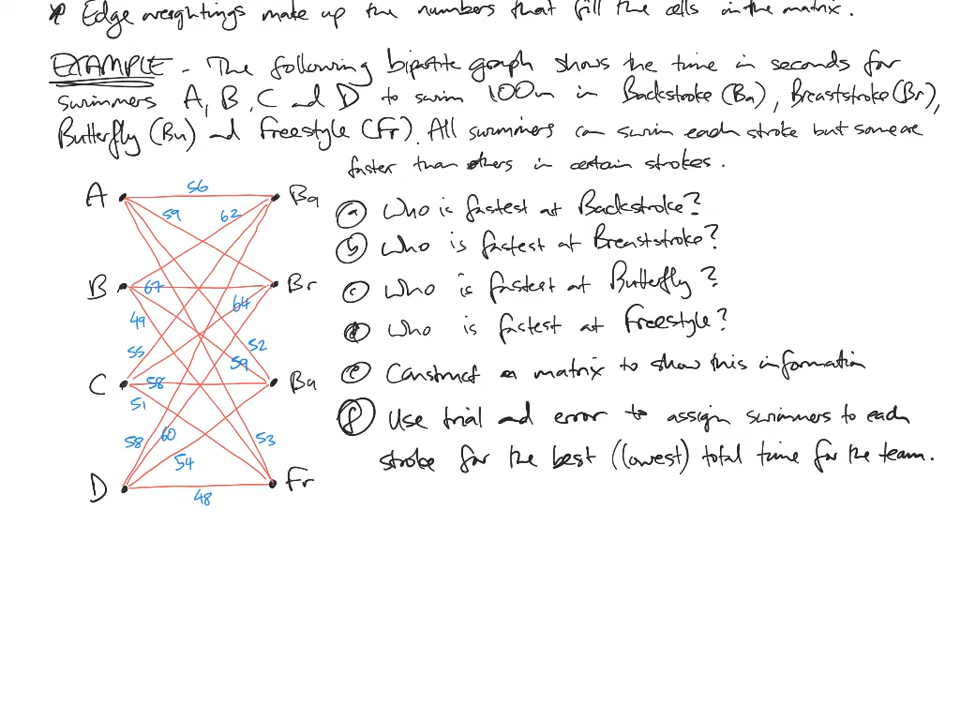 * Edge weightings make up the numbers that fill the cells in the matrix.
EXAMPLE - The following bipartite graph shows the time in seconds for
swimmers A, B, C and D to swim 100m in Backstroke (Ba), Breaststroke (Br),
Butterfly (Bu) and Freestyle (Fr). All swimmers can swim each stroke but some are
faster than others in certain strokes.
A 56 Ba
59 62
B 67 Br
49 64
55 52
59
C 58 Bu
51
58 60 53
54
D 48 Fr
(a) Who is fastest at Backstroke?
(b) Who is fastest at Breaststroke?
(c) Who is fastest at Butterfly?
(d) Who is fastest at Freestyle?
(e) Construct a matrix to show this information
(f) Use trial and error to assign swimmers to each
stroke for the best (lowest) total time for the team.